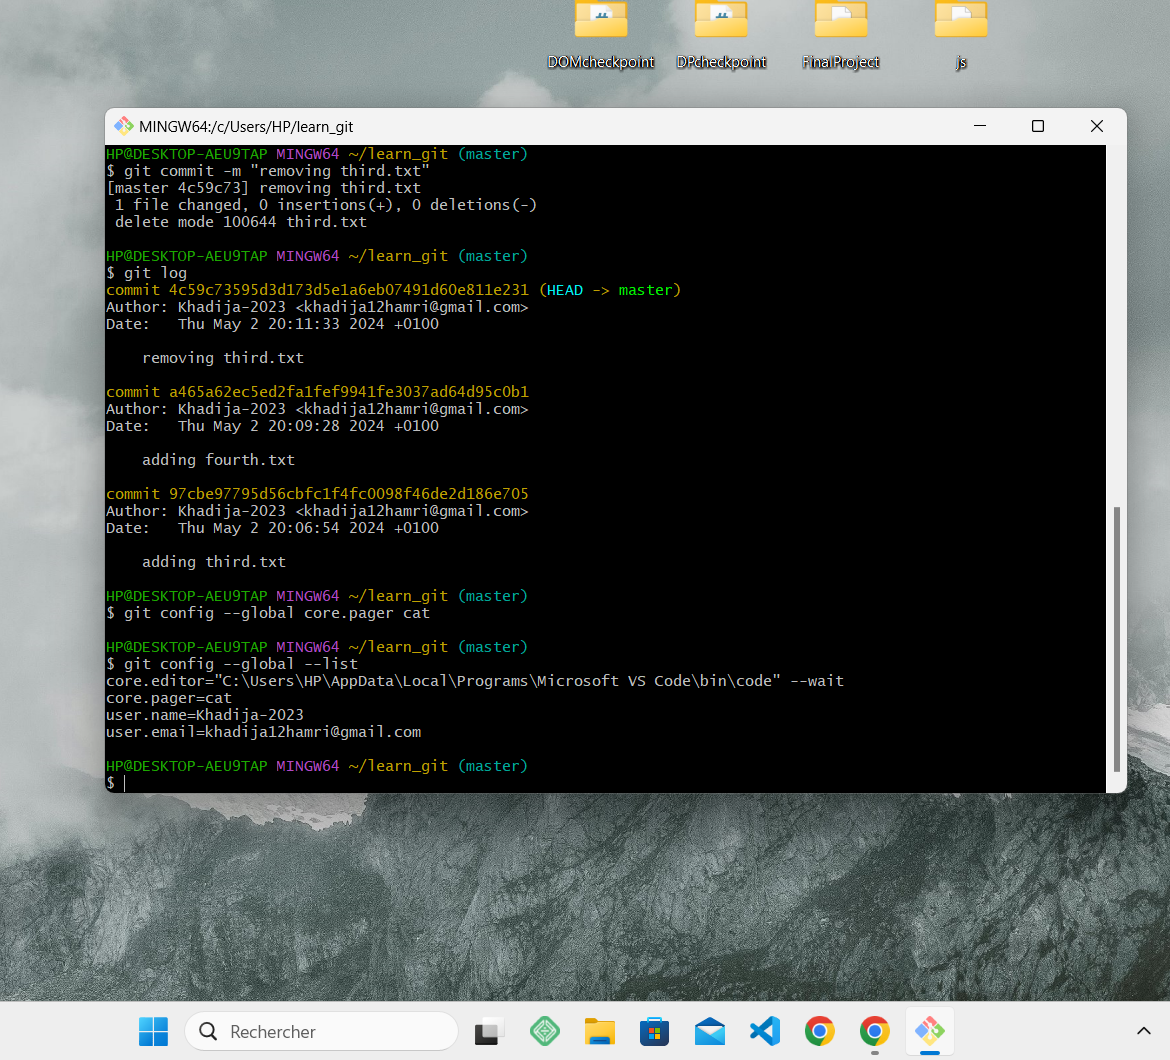 DOMcheckpoint DPcheckpoint FinalProject js
MINGW64:/c/Users/HP/learn_git
HP@DESKTOP-AEU9TAP MINGW64 ~/learn_git (master)
$ git commit -m "removing third.txt"
[master 4c59c73] removing third.txt
 1 file changed, 0 insertions(+), 0 deletions(-)
 delete mode 100644 third.txt
HP@DESKTOP-AEU9TAP MINGW64 ~/learn_git (master)
$ git log
commit 4c59c73595d3d173d5e1a6eb07491d60e811e231 (HEAD -> master)
Author: Khadija-2023 <khadija12hamri@gmail.com>
Date:   Thu May 2 20:11:33 2024 +0100
    removing third.txt
commit a465a62ec5ed2fa1fef9941fe3037ad64d95c0b1
Author: Khadija-2023 <khadija12hamri@gmail.com>
Date:   Thu May 2 20:09:28 2024 +0100
    adding fourth.txt
commit 97cbe97795d56cbfc1f4fc0098f46de2d186e705
Author: Khadija-2023 <khadija12hamri@gmail.com>
Date:   Thu May 2 20:06:54 2024 +0100
    adding third.txt
HP@DESKTOP-AEU9TAP MINGW64 ~/learn_git (master)
$ git config --global core.pager cat
HP@DESKTOP-AEU9TAP MINGW64 ~/learn_git (master)
$ git config --global --list
core.editor="C:\Users\HP\AppData\Local\Programs\Microsoft VS Code\bin\code" --wait
core.pager=cat
user.name=Khadija-2023
user.email=khadija12hamri@gmail.com
HP@DESKTOP-AEU9TAP MINGW64 ~/learn_git (master)
$
Rechercher